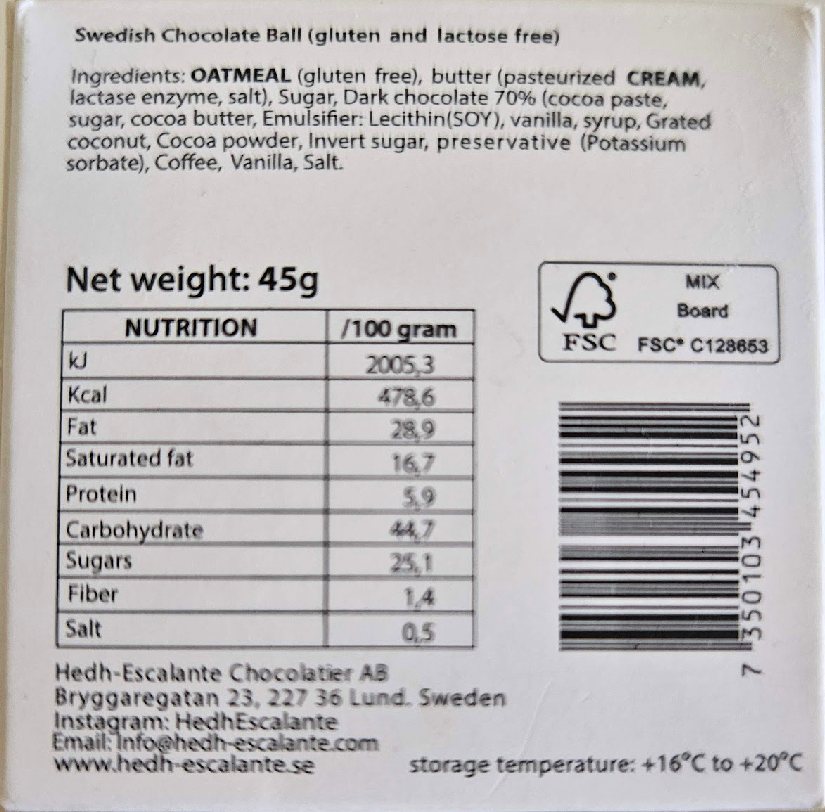 Swedish Chocolate Ball (gluten and lactose free)
Ingredients: OATMEAL (gluten free), butter (pasteurized CREAM,
lactase enzyme, salt), Sugar, Dark chocolate 70% (cocoa paste,
sugar, cocoa butter, Emulsifier: Lecithin(SOY), vanilla, syrup, Grated
coconut, Cocoa powder, Invert sugar, preservative (Potassium
sorbate), Coffee, Vanilla, Salt.
Net weight: 45g
NUTRITION /100 gram
kJ 2005,3
Kcal 478,6
Fat 28,9
Saturated fat 16,7
Protein 5,9
Carbohydrate 44,7
Sugars 25,1
Fiber 1,4
Salt 0,5
MIX
Board
FSC FSC® C128653
7 350103 454952
Hedh-Escalante Chocolatier AB
Bryggaregatan 23, 227 36 Lund. Sweden
Instagram: HedhEscalante
Email: Info@hedh-escalante.com
www.hedh-escalante.se
storage temperature: +16°C to +20°C